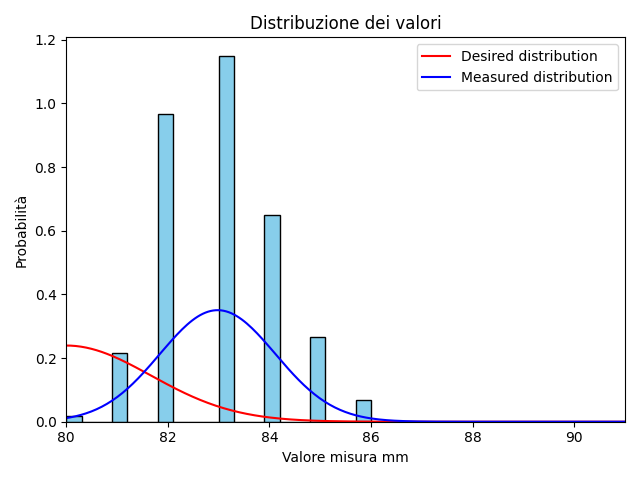 Distribuzione dei valori
Desired distribution
Measured distribution
Probabilità
1.2
1.0
0.8
0.6
0.4
0.2
0.0
80 82 84 86 88 90
Valore misura mm